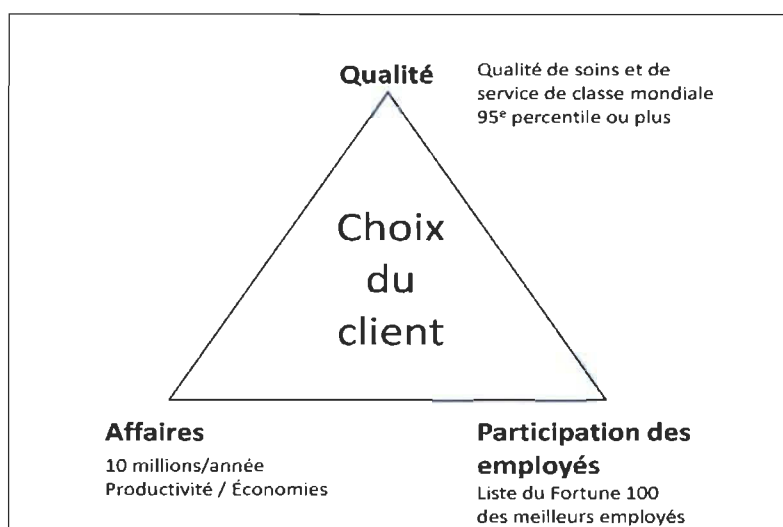 Qualité
Qualité de soins et de
service de classe mondiale
95e percentile ou plus
Choix
du
client
Affaires
10 millions/année
Productivité / Économies
Participation des
employés
Liste du Fortune 100
des meilleurs employés